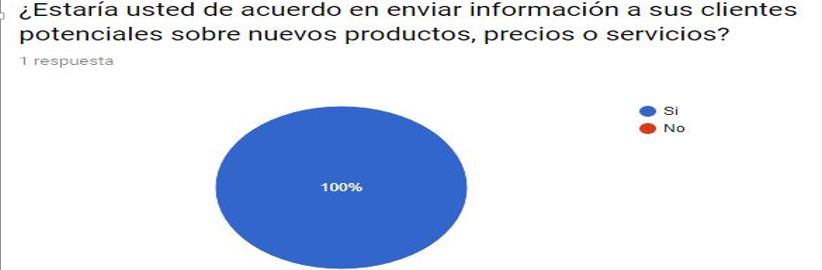 ¿Estaría usted de acuerdo en enviar información a sus clientes
potenciales sobre nuevos productos, precios o servicios?
1 respuesta
Si
No
100%